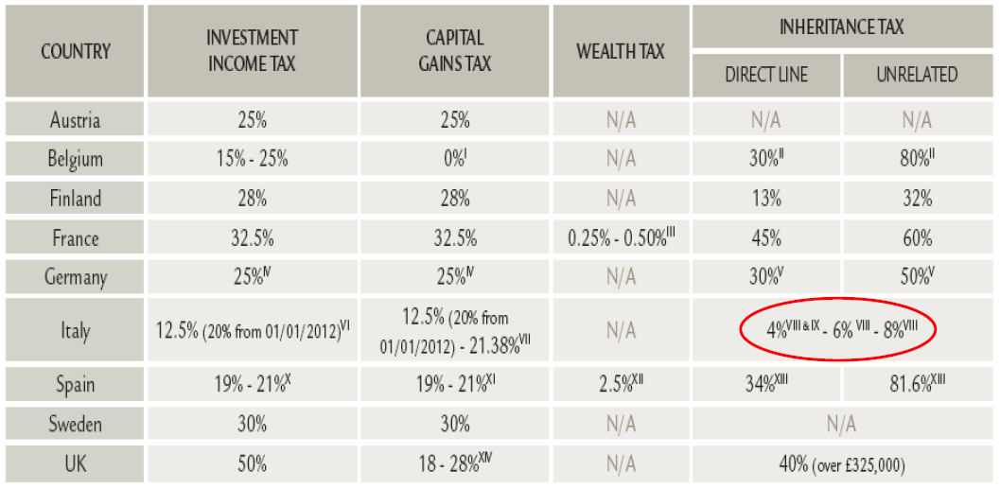 COUNTRY INVESTMENT INCOME TAX CAPITAL GAINS TAX WEALTH TAX INHERITANCE TAX
DIRECT LINE UNRELATED
Austria 25% 25% N/A N/A N/A
Belgium 15% - 25% 0%I N/A 30%II 80%II
Finland 28% 28% N/A 13% 32%
France 32.5% 32.5% 0.25% - 0.50%III 45% 60%
Germany 25%IV 25%IV N/A 30%V 50%V
Italy 12.5% (20% from 01/01/2012)VI 12.5% (20% from 01/01/2012) - 21.38%VII N/A 4%VIII & IX - 6% VIII - 8%VIII
Spain 19% - 21%X 19% - 21%XI 2.5%XII 34%XIII 81.6%XIII
Sweden 30% 30% N/A N/A
UK 50% 18 - 28%XIV N/A 40% (over £325,000)